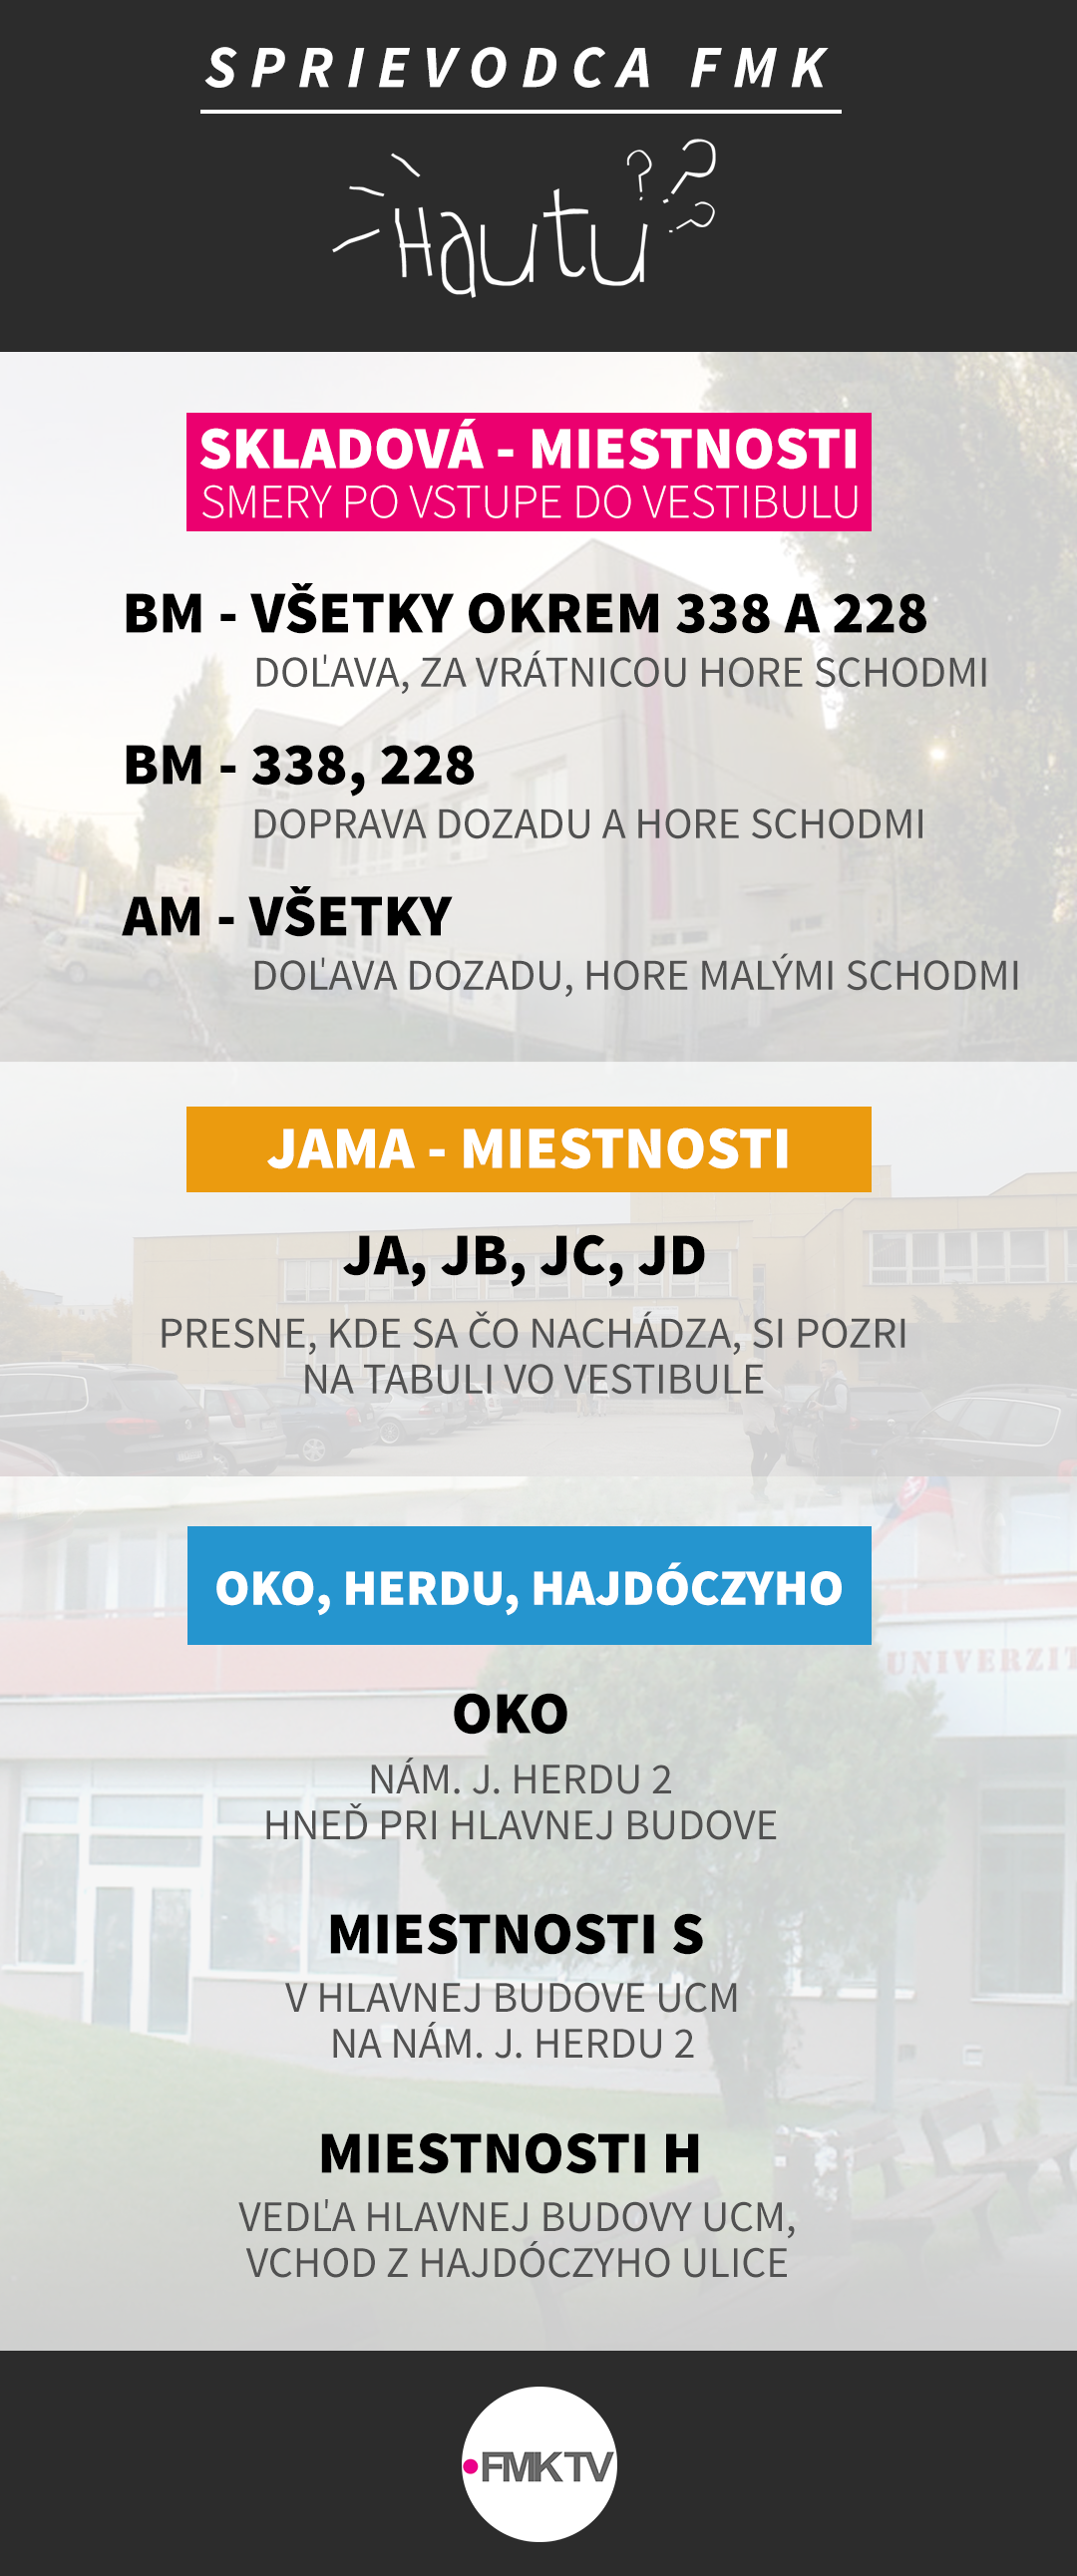 SPRIEVODCA FMK
Hautu???
SKLADOVÁ - MIESTNOSTI
SMERY PO VSTUPE DO VESTIBULU
BM - VŠETKY OKREM 338 A 228
DOĽAVA, ZA VRÁTNICOU HORE SCHODMI
BM - 338, 228
DOPRAVA DOZADU A HORE SCHODMI
AM - VŠETKY
DOĽAVA DOZADU, HORE MALÝMI SCHODMI
JAMA - MIESTNOSTI
JA, JB, JC, JD
PRESNE, KDE SA ČO NACHÁDZA, SI POZRI
NA TABULI VO VESTIBULE
OKO, HERDU, HAJDÓCZYHO
UNIVERZIT
OKO
NÁM. J. HERDU 2
HNEĎ PRI HLAVNEJ BUDOVE
MIESTNOSTI S
V HLAVNEJ BUDOVE UCM
NA NÁM. J. HERDU 2
MIESTNOSTI H
VEDĽA HLAVNEJ BUDOVY UCM,
VCHOD Z HAJDÓCZYHO ULICE
FMK TV